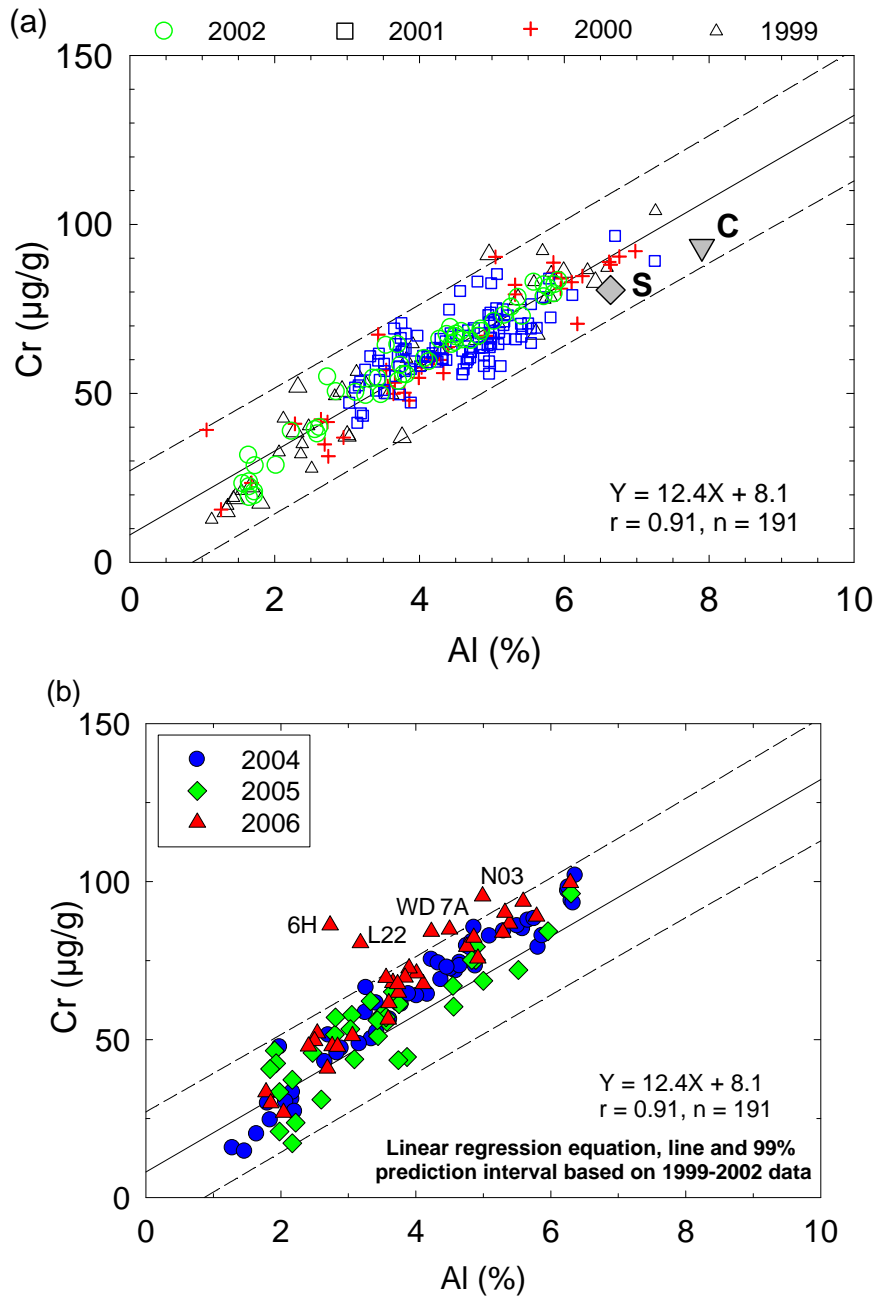 (a)
2002 2001 2000 1999
150
100
50
0
Cr (µg/g)
C
S
Y = 12.4X + 8.1
r = 0.91, n = 191
0 2 4 6 8 10
Al (%)
(b)
150
100
50
0
Cr (µg/g)
2004
2005
2006
N03
WD 7A
6H
L22
Y = 12.4X + 8.1
r = 0.91, n = 191
Linear regression equation, line and 99%
prediction interval based on 1999-2002 data
0 2 4 6 8 10
Al (%)